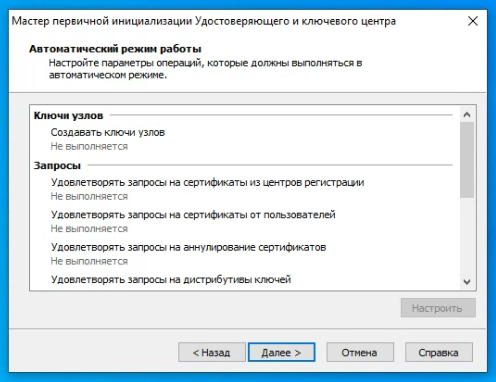 Мастер первичной инициализации Удостоверяющего и ключевого центра
Автоматический режим работы
Настройте параметры операций, которые должны выполняться в
автоматическом режиме.
Ключи узлов
Создавать ключи узлов
Не выполняется
Запросы
Удовлетворять запросы на сертификаты из центров регистрации
Не выполняется
Удовлетворять запросы на сертификаты от пользователей
Не выполняется
Удовлетворять запросы на аннулирование сертификатов
Не выполняется
Удовлетворять запросы на дистрибутивы ключей
Настроить
< Назад
Далее >
Отмена
Справка